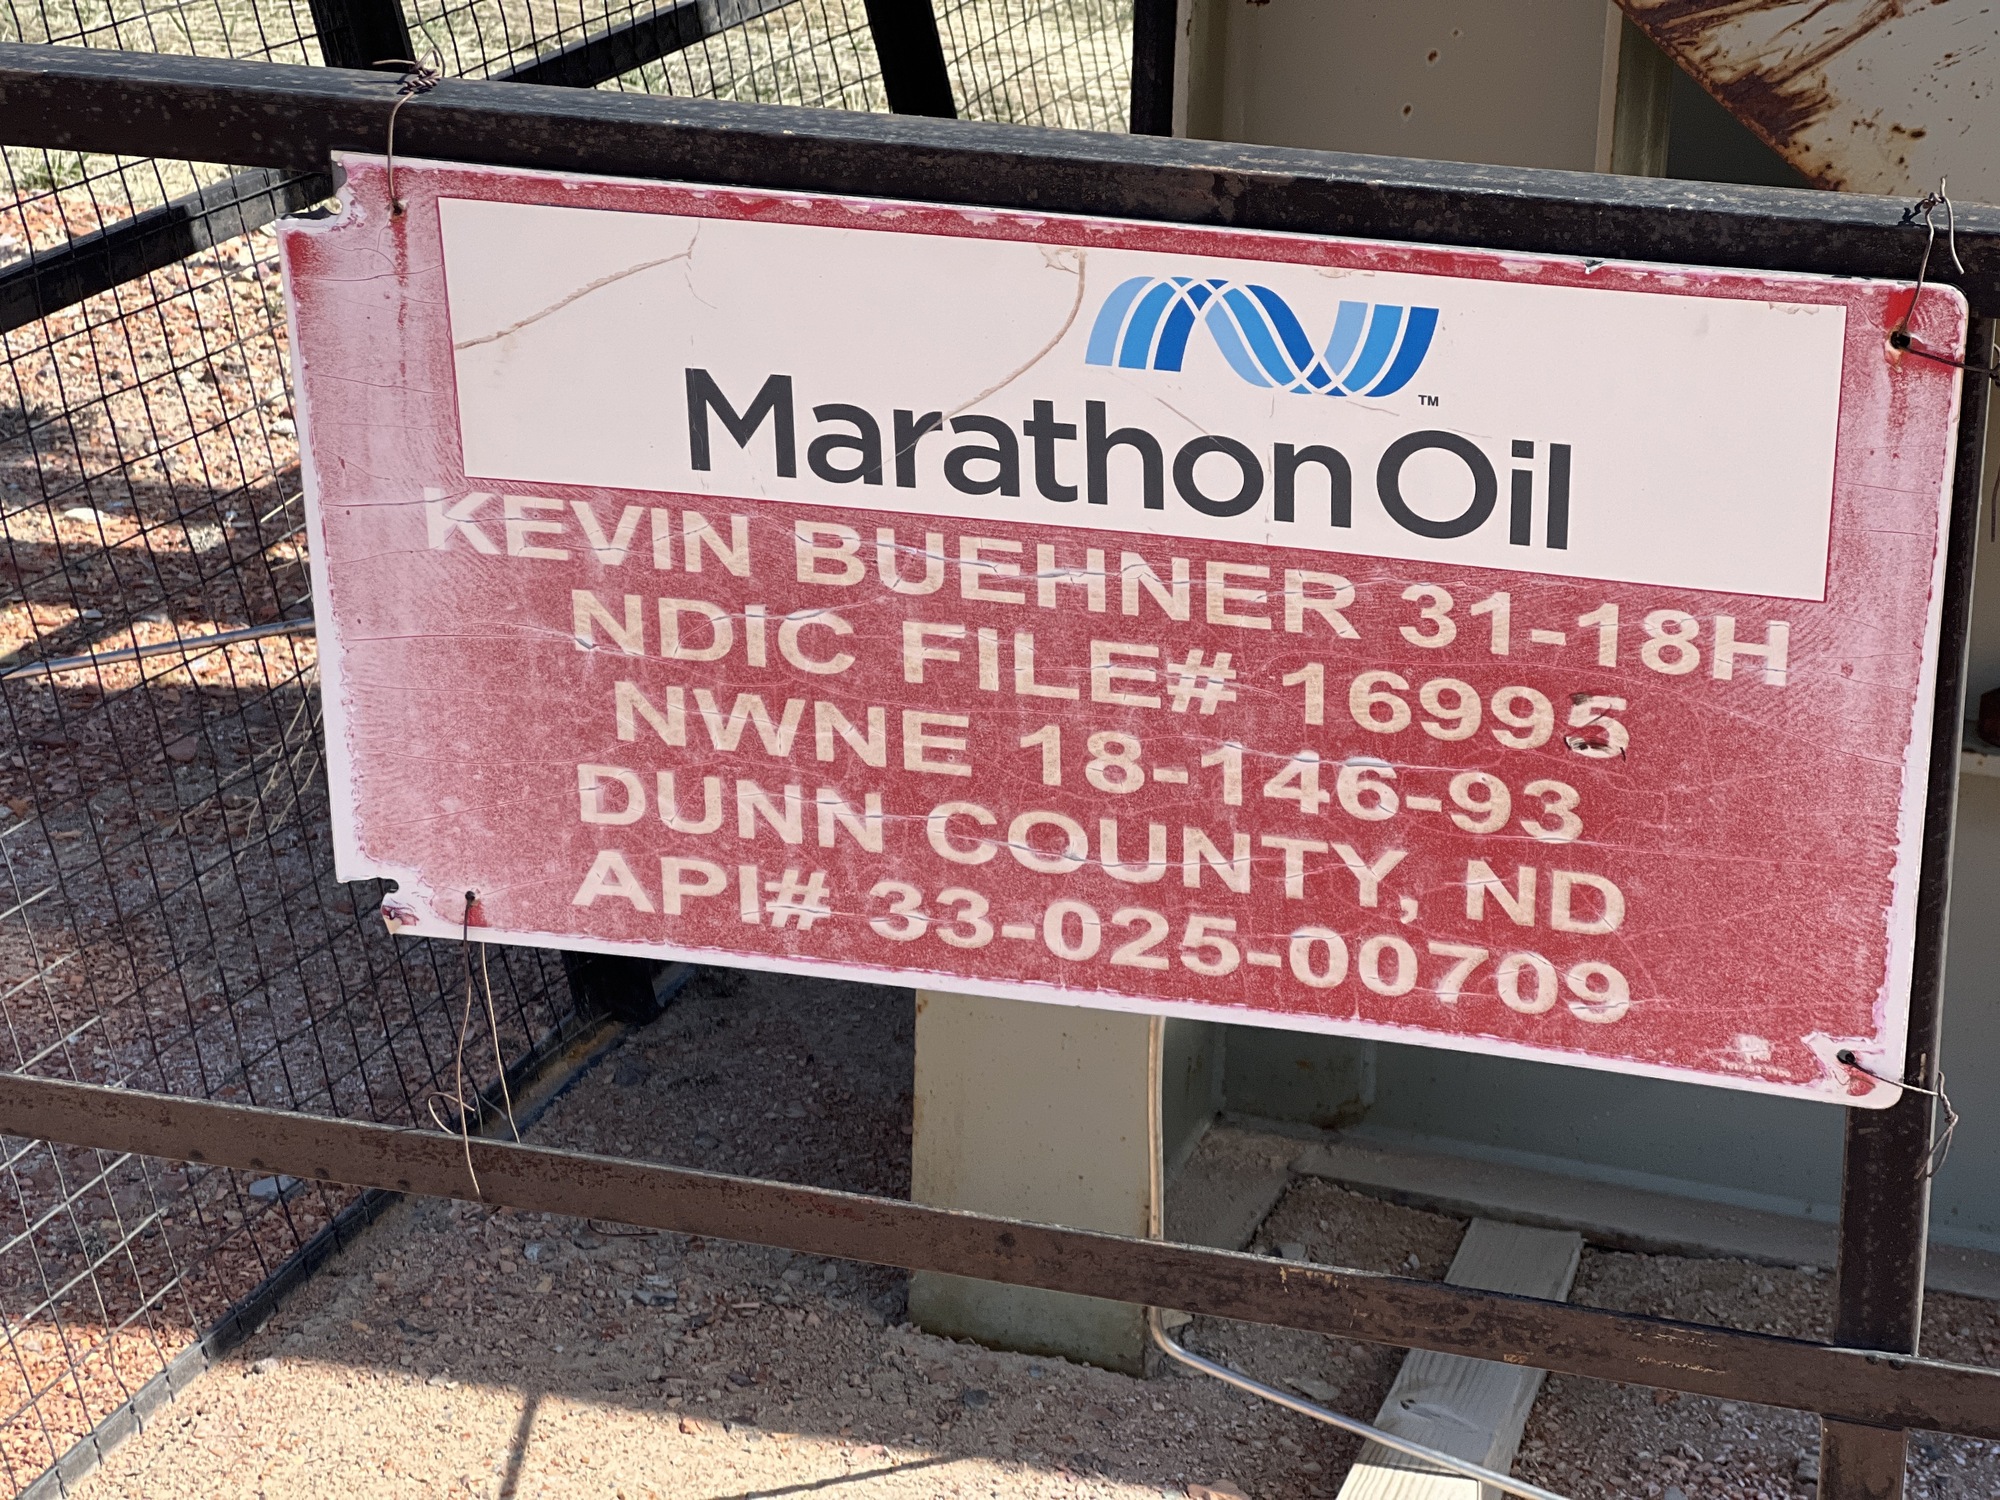 Marathon Oil
TM
KEVIN BUEHNER 31-18H
NDIC FILE# 16995
NWNE 18-146-93
DUNN COUNTY, ND
API# 33-025-00709